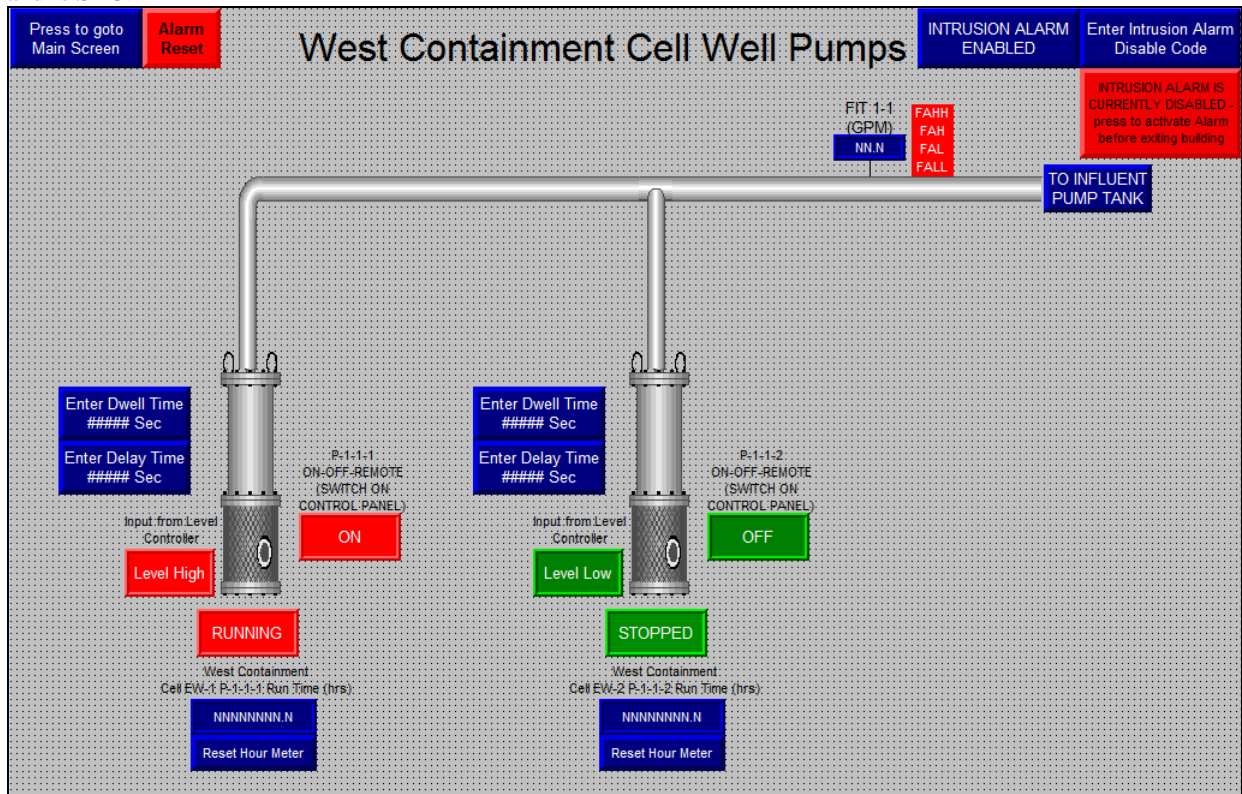 Press to goto
Main Screen
Alarm
Reset
West Containment Cell Well Pumps
INTRUSION ALARM
ENABLED
Enter Intrusion Alarm
Disable Code
INTRUSION ALARM IS
CURRENTLY DISABLED -
press to activate Alarm
before exiting building
FIT 1-1
(GPM)
NN.N
FAHH
FAH
FAL
FALL
TO INFLUENT
PUMP TANK
Enter Dwell Time
##### Sec
Enter Delay Time
##### Sec
P-1-1-1
ON-OFF-REMOTE
(SWITCH ON
CONTROL PANEL)
ON
Input from Level
Controller
Level High
RUNNING
West Containment
Cell EW-1 P-1-1-1 Run Time (hrs)
NNNNNNNN.N
Reset Hour Meter
Enter Dwell Time
##### Sec
Enter Delay Time
##### Sec
P-1-1-2
ON-OFF-REMOTE
(SWITCH ON
CONTROL PANEL)
OFF
Input from Level
Controller
Level Low
STOPPED
West Containment
Cell EW-2 P-1-1-2 Run Time (hrs)
NNNNNNNN.N
Reset Hour Meter